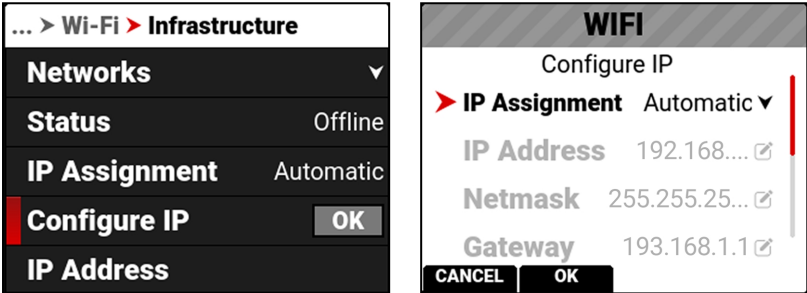 ... > Wi-Fi > Infrastructure
Networks
Status Offline
IP Assignment Automatic
Configure IP OK
IP Address
WIFI
Configure IP
IP Assignment Automatic
IP Address 192.168....
Netmask 255.255.25...
Gateway 193.168.1.1
CANCEL OK